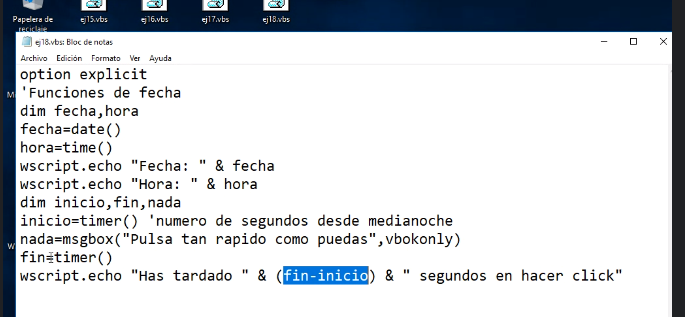 Papelera de
reciclaje
ej15.vbs
ej16.vbs
ej17.vbs
ej18.vbs
ej18.vbs: Bloc de notas
Archivo Edición Formato Ver Ayuda
option explicit
'Funciones de fecha
dim fecha,hora
fecha=date()
hora=time()
wscript.echo "Fecha: " & fecha
wscript.echo "Hora: " & hora
dim inicio,fin,nada
inicio=timer() 'numero de segundos desde medianoche
nada=msgbox("Pulsa tan rapido como puedas",vbokonly)
fin=timer()
wscript.echo "Has tardado " & (fin-inicio) & " segundos en hacer click"